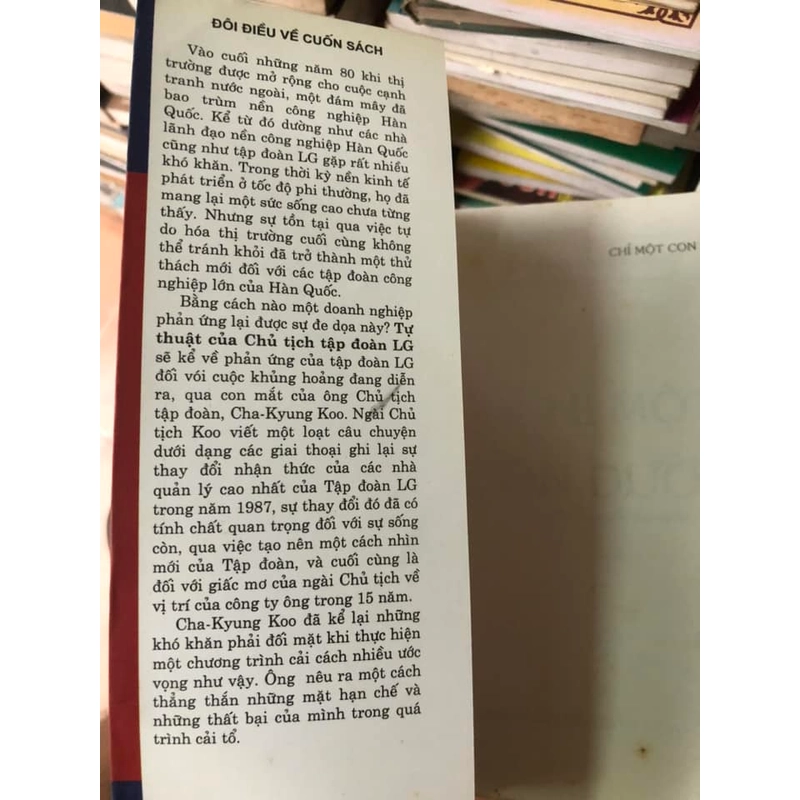 ĐÔI ĐIỀU VỀ CUỐN SÁCH
Vào cuối những năm 80 khi thị
trường được mở rộng cho cuộc cạnh
tranh nước ngoài, một đám mây đã
bao trùm nền công nghiệp Hàn
Quốc. Kể từ đó dường như các nhà
lãnh đạo nền công nghiệp Hàn Quốc
cũng như tập đoàn LG gặp rất nhiều
khó khăn. Trong thời kỳ nền kinh tế
phát triển ở tốc độ phi thường, họ đã
mang lại một sức sống cao chưa từng
thấy. Nhưng sự tồn tại qua việc tự
do hóa thị trường cuối cùng không
thể tránh khỏi đã trở thành một thử
thách mới đối với các tập đoàn công
nghiệp lớn của Hàn Quốc.
Bằng cách nào một doanh nghiệp
phản ứng lại được sự đe dọa này? Tự
thuật của Chủ tịch tập đoàn LG
sẽ kể về phản ứng của tập đoàn LG
đối vói cuộc khủng hoảng đang diễn
ra, qua con mắt của ông Chủ tịch
tập đoàn, Cha-Kyung Koo. Ngài Chủ
tịch Koo viết một loạt câu chuyện
dưới dạng các giai thoại ghi lại sự
thay đổi nhận thức của các nhà
quản lý cao nhất của Tập đoàn LG
trong năm 1987, sự thay đổi đó đã có
tính chất quan trọng đối với sự sống
còn, qua việc tạo nên một cách nhìn
mới của Tập đoàn, và cuối cùng là
đối với giấc mơ của ngài Chủ tịch về
vị trí của công ty ông trong 15 năm.
Cha-Kyung Koo đã kể lại những
khó khăn phải đối mặt khi thực hiện
một chương trình cải cách nhiều ước
vọng như vậy. Ông nêu ra một cách
thẳng thắn những mặt hạn chế và
những thất bại của mình trong quá
trình cải tổ.
CHỈ MỘT CON